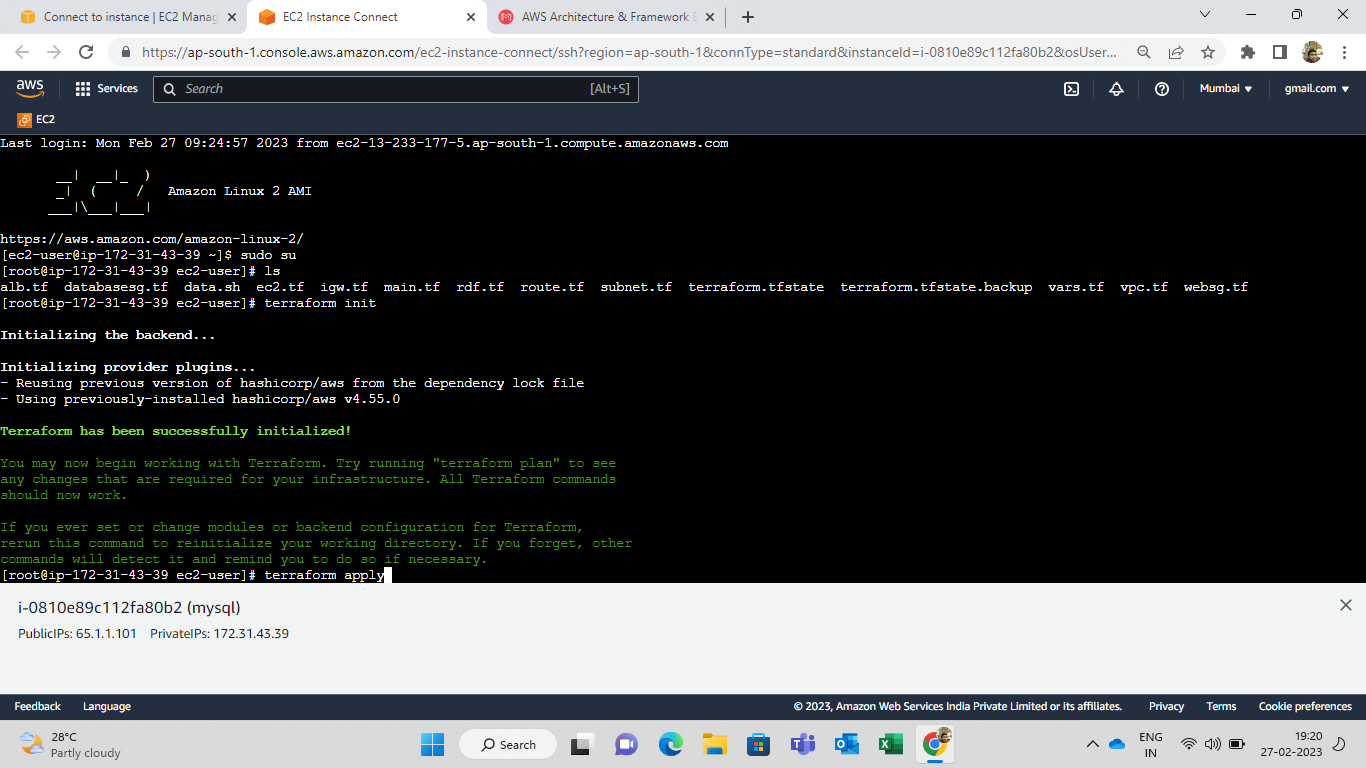 Connect to instance | EC2 Manag
EC2 Instance Connect
AWS Architecture & Framework E
https://ap-south-1.console.aws.amazon.com/ec2-instance-connect/ssh?region=ap-south-1&connType=standard&instanceId=i-0810e89c112fa80b2&osUser...
aws
Services
Search
[Alt+S]
Mumbai
gmail.com
EC2
Last login: Mon Feb 27 09:24:57 2023 from ec2-13-233-177-5.ap-south-1.compute.amazonaws.com
__| __|_ )
_| ( / Amazon Linux 2 AMI
___|\___|___|
https://aws.amazon.com/amazon-linux-2/
[ec2-user@ip-172-31-43-39 ~]$ sudo su
[root@ip-172-31-43-39 ec2-user]# ls
alb.tf databasesg.tf data.sh ec2.tf igw.tf main.tf rdf.tf route.tf subnet.tf terraform.tfstate terraform.tfstate.backup vars.tf vpc.tf websg.tf
[root@ip-172-31-43-39 ec2-user]# terraform init
Initializing the backend...
Initializing provider plugins...
- Reusing previous version of hashicorp/aws from the dependency lock file
- Using previously-installed hashicorp/aws v4.55.0
Terraform has been successfully initialized!
You may now begin working with Terraform. Try running "terraform plan" to see
any changes that are required for your infrastructure. All Terraform commands
should now work.
If you ever set or change modules or backend configuration for Terraform,
rerun this command to reinitialize your working directory. If you forget, other
commands will detect it and remind you to do so if necessary.
[root@ip-172-31-43-39 ec2-user]# terraform apply
i-0810e89c112fa80b2 (mysql)
PublicIPs: 65.1.1.101 PrivateIPs: 172.31.43.39
Feedback
Language
© 2023, Amazon Web Services India Private Limited or its affiliates.
Privacy
Terms
Cookie preferences
28°C
Partly cloudy
Search
ENG
IN
19:20
27-02-2023